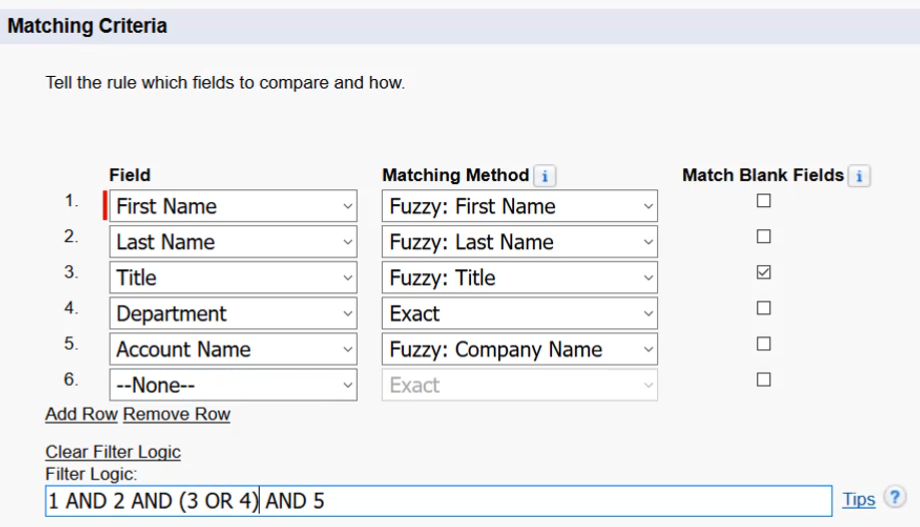 Matching Criteria
Tell the rule which fields to compare and how.
Field Matching Method i Match Blank Fields i
1. First Name Fuzzy: First Name
2. Last Name Fuzzy: Last Name
3. Title Fuzzy: Title
4. Department Exact
5. Account Name Fuzzy: Company Name
6. --None-- Exact
Add Row Remove Row
Clear Filter Logic
Filter Logic:
1 AND 2 AND (3 OR 4) AND 5 Tips ?